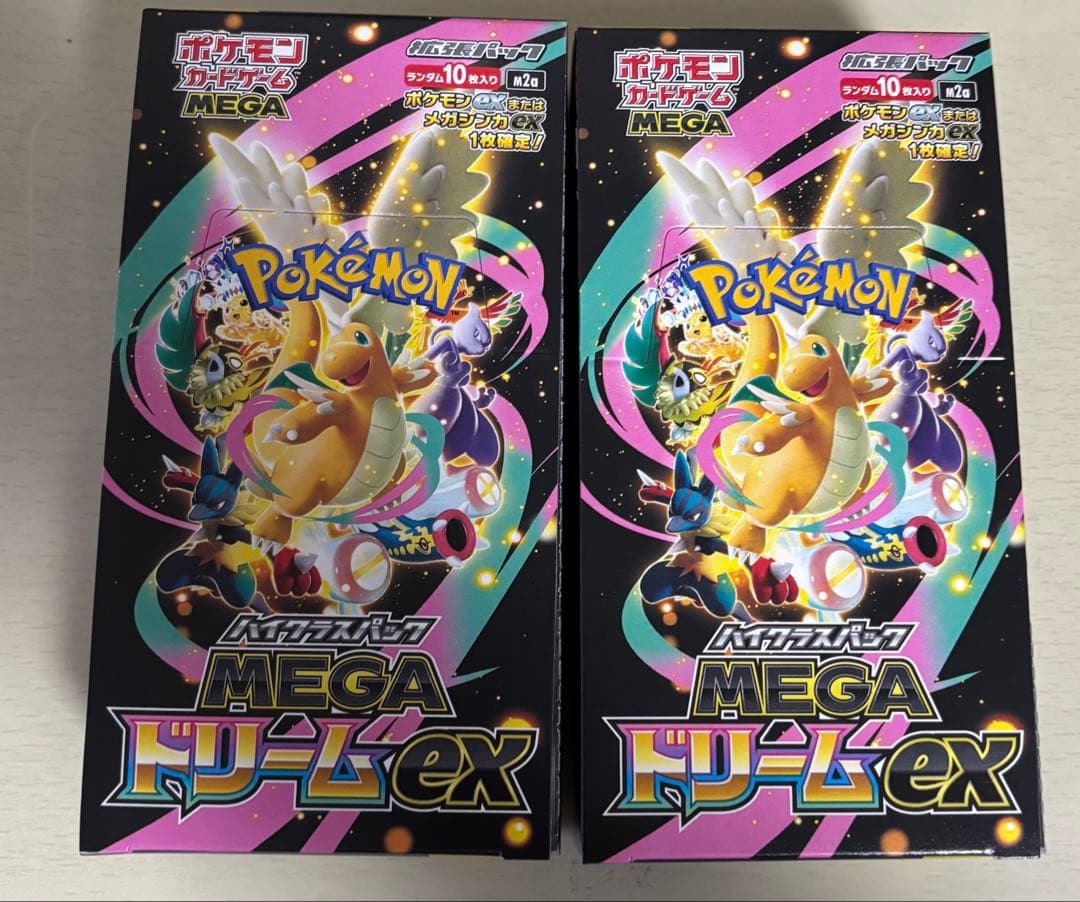 ポケモン
カードゲーム
MEGA
拡張パック
ランダム10枚入り
m2a
ポケモンexまたは
メガシンカex
1枚確定!
POKéMON
TM
ハイクラスパック
MEGA
ドリームex
ポケモン
カードゲーム
MEGA
拡張パック
ランダム10枚入り
m2a
ポケモンexまたは
メガシンカex
1枚確定!
POKéMON
TM
ハイクラスパック
MEGA
ドリームex